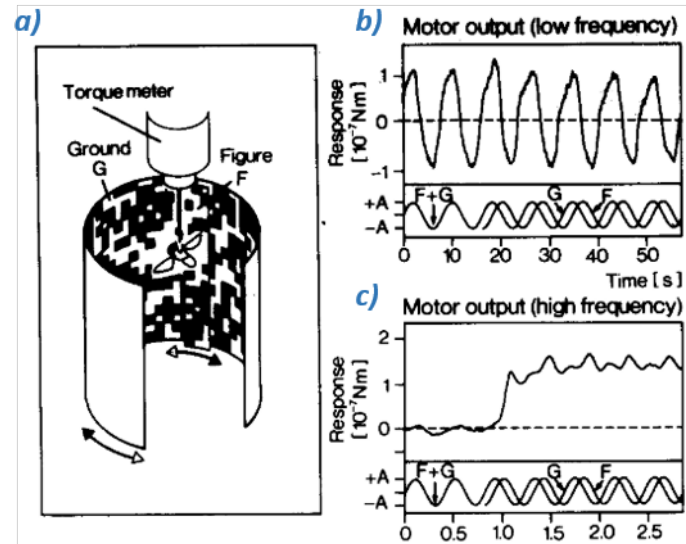 a)
Torque meter
Ground
G
Figure
F
b)
Motor output (low frequency)
Response
[10⁻⁷Nm]
1
0
-1
F+G
G
F
+A
-A
0 10 20 30 40 50
Time [s]
c)
Motor output (high frequency)
Response
[10⁻⁷Nm]
2
1
0
F+G
G
F
+A
-A
0 0.5 1.0 1.5 2.0 2.5